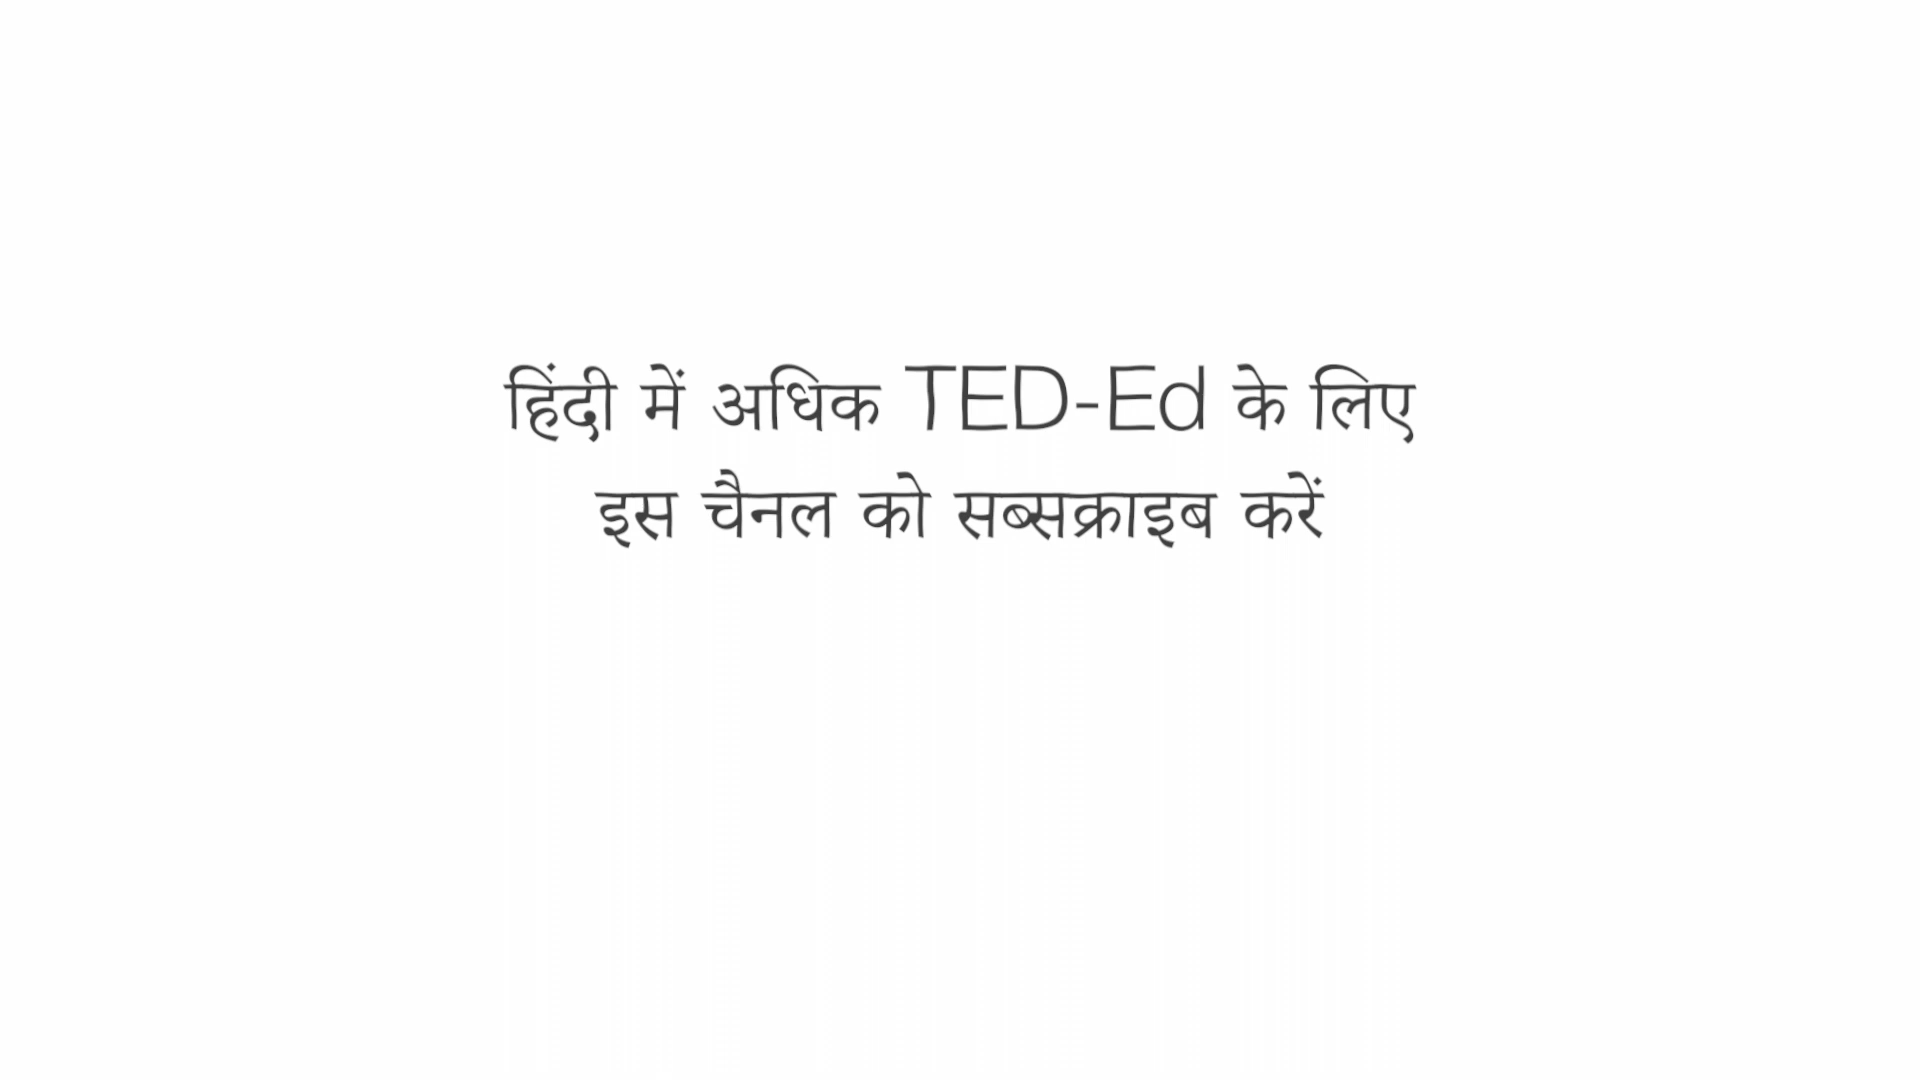 हिंदी में अधिक TED-Ed के लिए
इस चैनल को सब्सक्राइब करें